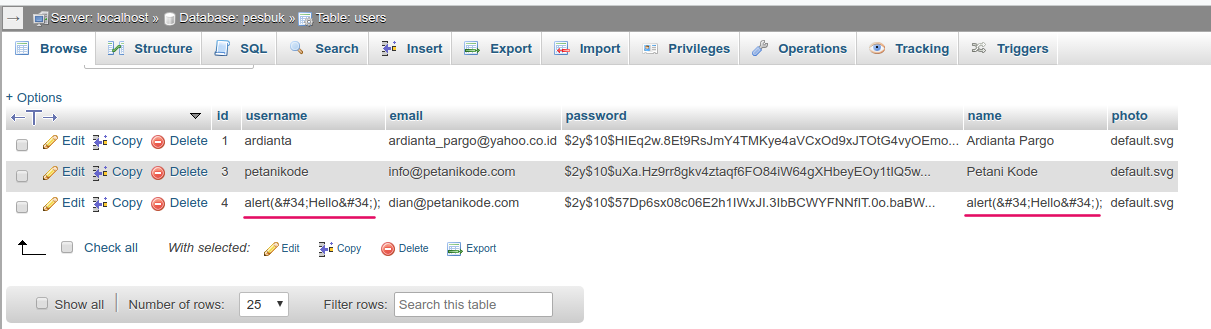 Server: localhost » Database: pesbuk » Table: users
Browse Structure SQL Search Insert Export Import Privileges Operations Tracking Triggers
+ Options
id username email password name photo
Edit Copy Delete 1 ardianta ardianta_pargo@yahoo.co.id $2y$10$HIEq2w.8Et9RsJmY4TMKye4aVCxOd9xJTOtG4vyOEmo... Ardianta Pargo default.svg
Edit Copy Delete 3 petanikode info@petanikode.com $2y$10$uXa.Hz9rr8gkv4ztaqf6FO84iW64gXHbeyEOy1tIQ5w... Petani Kode default.svg
Edit Copy Delete 4 alert(&#34;Hello&#34;); dian@petanikode.com $2y$10$57Dp6sx08c06E2h1IWxJI.3IbBCWYFNNfIT.0o.baBW... alert(&#34;Hello&#34;); default.svg
Check all With selected: Edit Copy Delete Export
Show all Number of rows: 25 Filter rows: Search this table